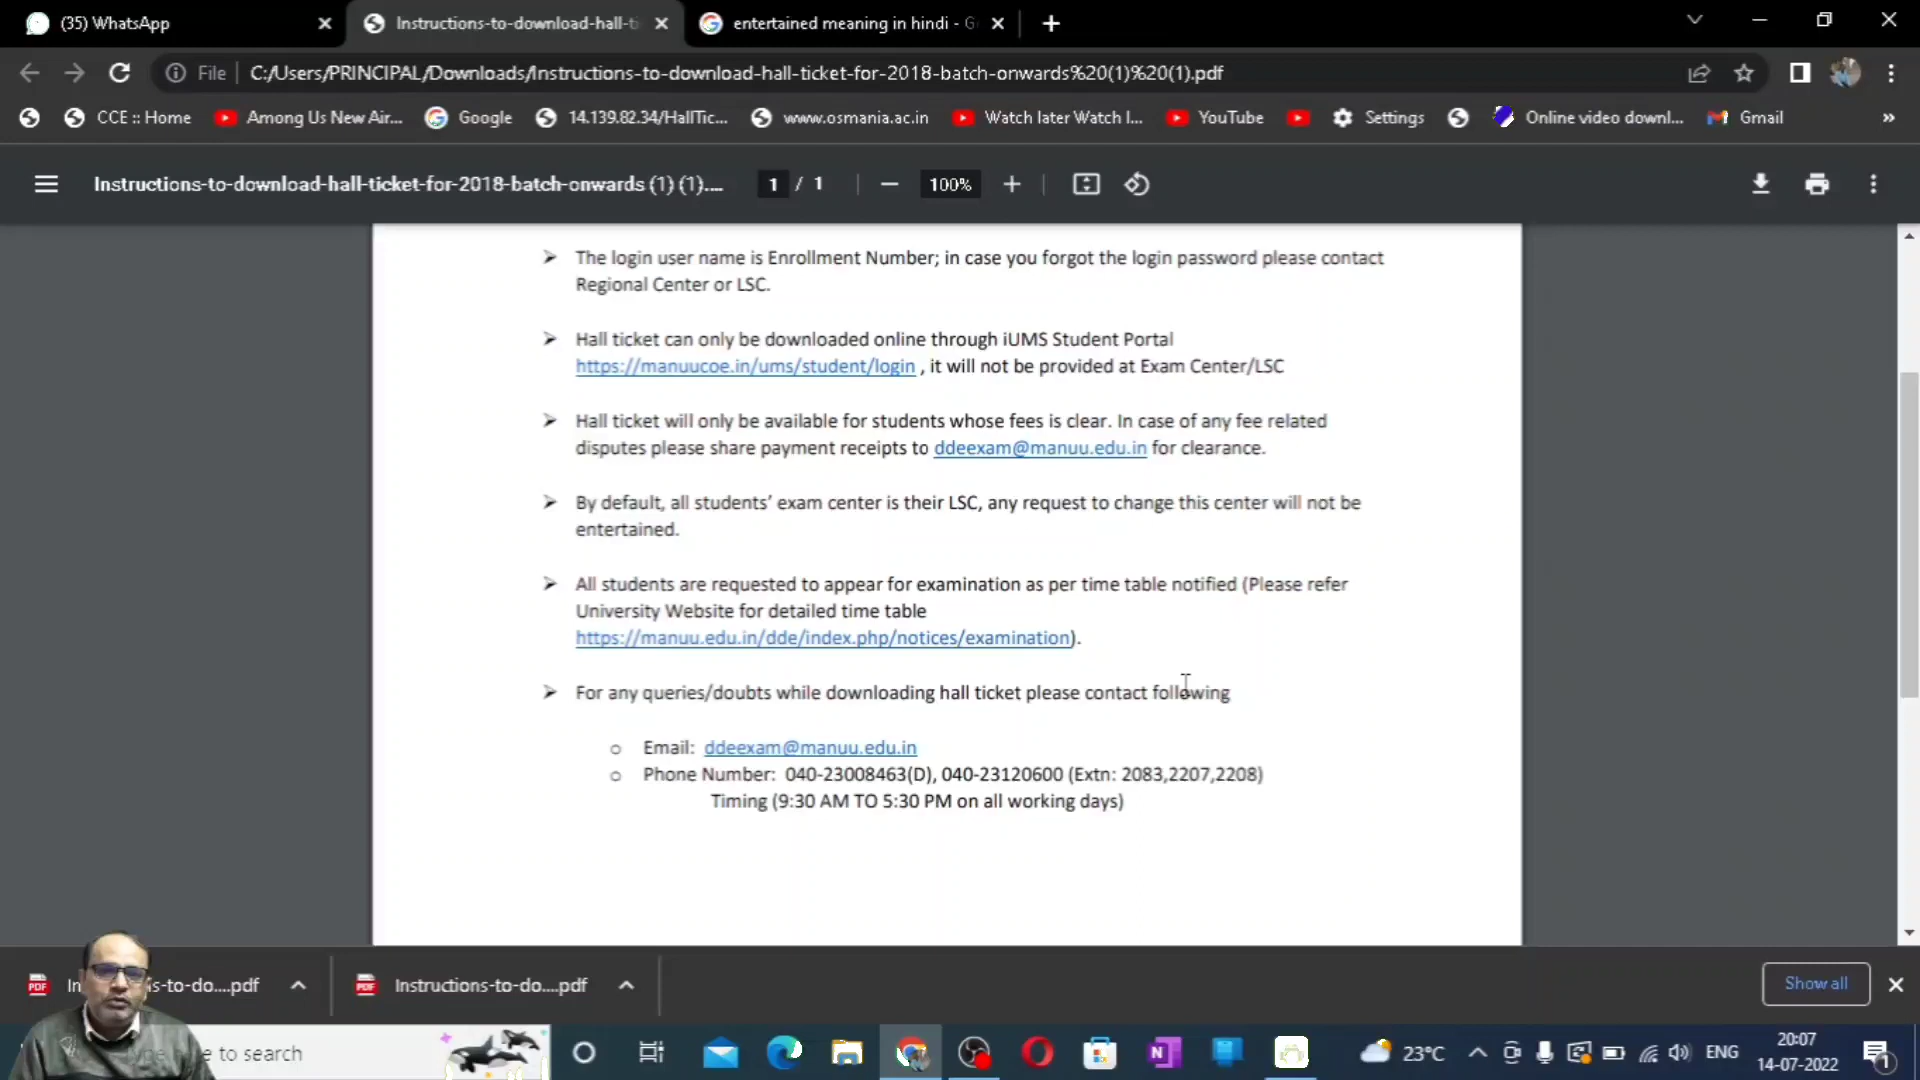 (35) WhatsApp
Instructions-to-download-hall-ti
entertained meaning in hindi - G
File
C:/Users/PRINCIPAL/Downloads/Instructions-to-download-hall-ticket-for-2018-batch-onwards%20(1)%20(1).pdf
CCE :: Home
Among Us New Air...
Google
14.139.82.34/HallTic...
www.osmania.ac.in
Watch later Watch l...
YouTube
Settings
Online video downl...
Gmail
»
Instructions-to-download-hall-ticket-for-2018-batch-onwards (1) (1)....
1 / 1
100%
➢ The login user name is Enrollment Number; in case you forgot the login password please contact
Regional Center or LSC.
➢ Hall ticket can only be downloaded online through iUMS Student Portal
https://manuucoe.in/ums/student/login , it will not be provided at Exam Center/LSC
➢ Hall ticket will only be available for students whose fees is clear. In case of any fee related
disputes please share payment receipts to ddeexam@manuu.edu.in for clearance.
➢ By default, all students’ exam center is their LSC, any request to change this center will not be
entertained.
➢ All students are requested to appear for examination as per time table notified (Please refer
University Website for detailed time table
https://manuu.edu.in/dde/index.php/notices/examination).
➢ For any queries/doubts while downloading hall ticket please contact following
o Email: ddeexam@manuu.edu.in
o Phone Number: 040-23008463(D), 040-23120600 (Extn: 2083,2207,2208)
Timing (9:30 AM TO 5:30 PM on all working days)
PDF
s-to-do....pdf
PDF
Instructions-to-do....pdf
Show all
to search
23°C
ENG
20:07
14-07-2022
1